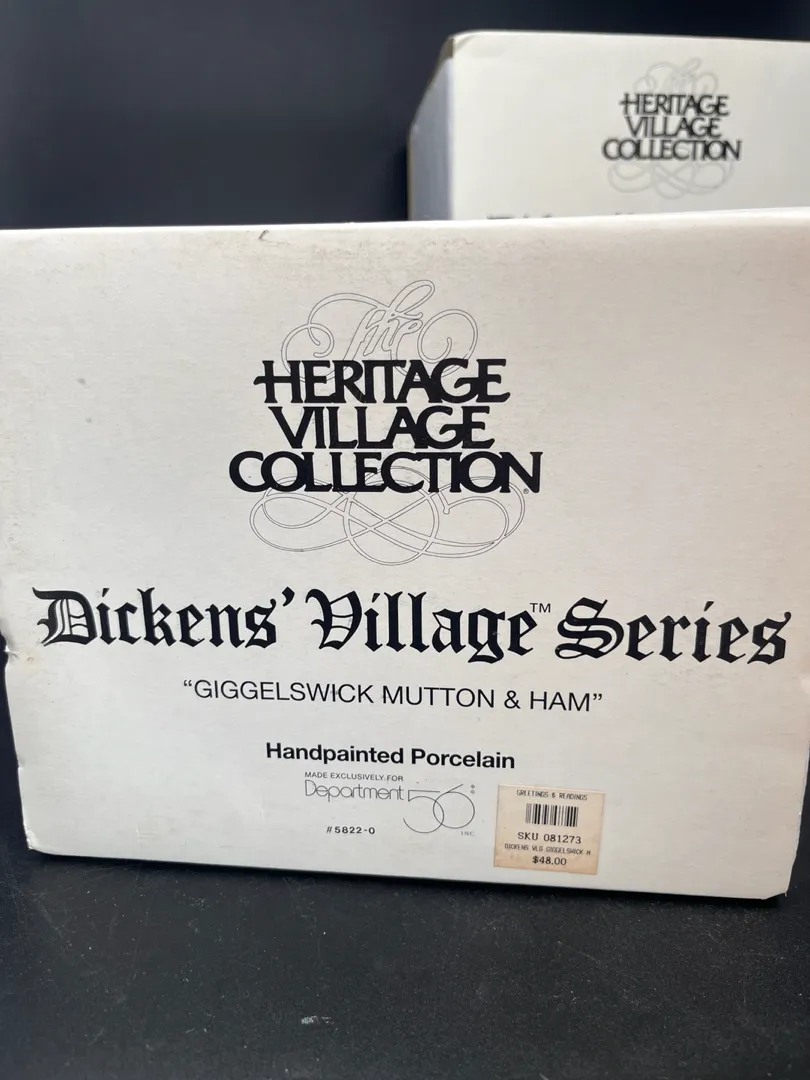 The
HERITAGE
VILLAGE
COLLECTION
The
HERITAGE
VILLAGE
COLLECTION®
Dickens' Village™ Series
“GIGGELSWICK MUTTON & HAM”
Handpainted Porcelain
MADE EXCLUSIVELY FOR
Department 56
INC.
#5822-0
GREETINGS & READINGS
SKU 081273
DICKENS VLG GIGGELSWICK M
$48.00